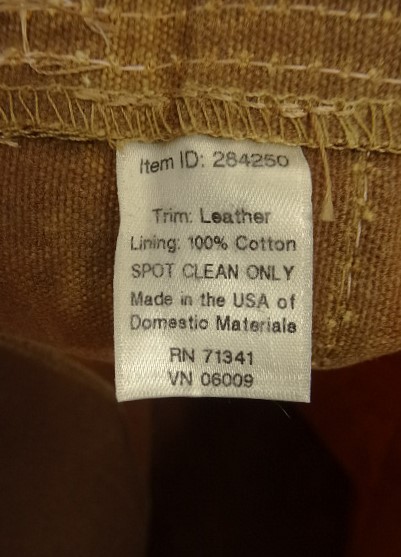 Item ID: 284250
Trim: Leather
Lining: 100% Cotton
SPOT CLEAN ONLY
Made in the USA of
Domestic Materials
RN 71341
VN 06009